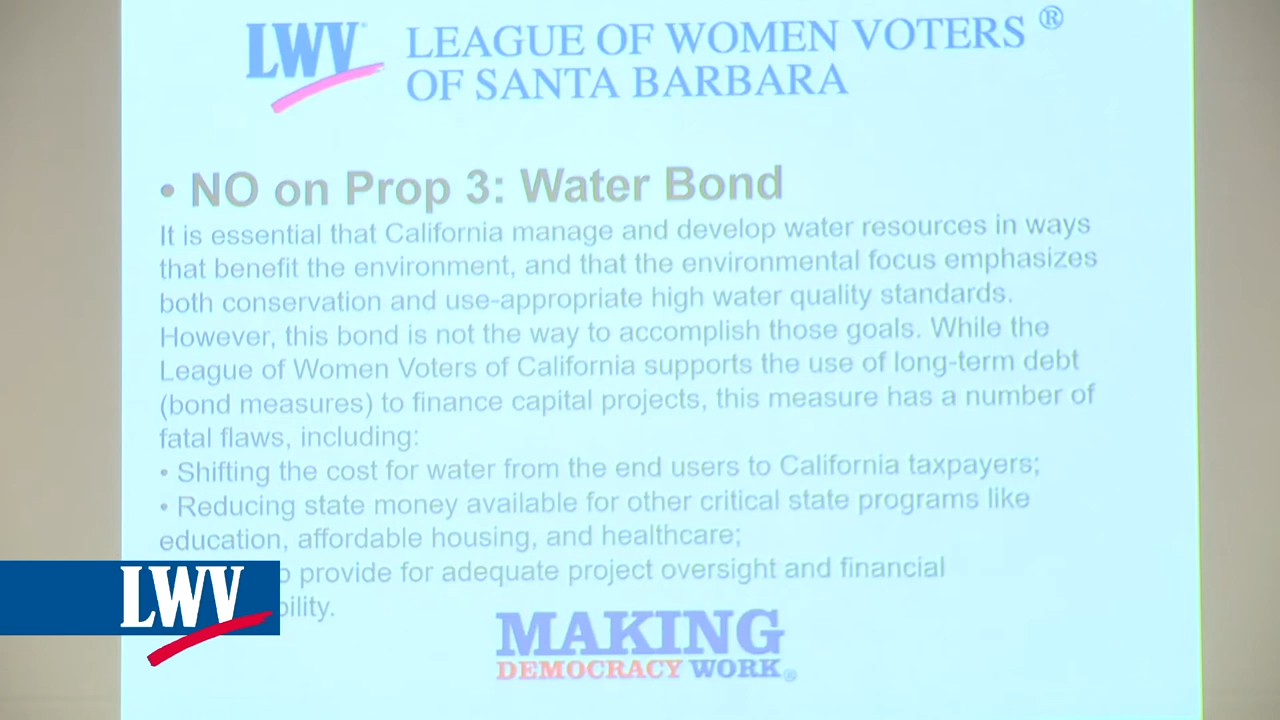 LWV
LEAGUE OF WOMEN VOTERS ®
OF SANTA BARBARA
• NO on Prop 3: Water Bond
It is essential that California manage and develop water resources in ways
that benefit the environment, and that the environmental focus emphasizes
both conservation and use-appropriate high water quality standards.
However, this bond is not the way to accomplish those goals. While the
League of Women Voters of California supports the use of long-term debt
(bond measures) to finance capital projects, this measure has a number of
fatal flaws, including:
• Shifting the cost for water from the end users to California taxpayers;
• Reducing state money available for other critical state programs like
education, affordable housing, and healthcare;
provide for adequate project oversight and financial
LWV
MAKING
DEMOCRACY WORK®